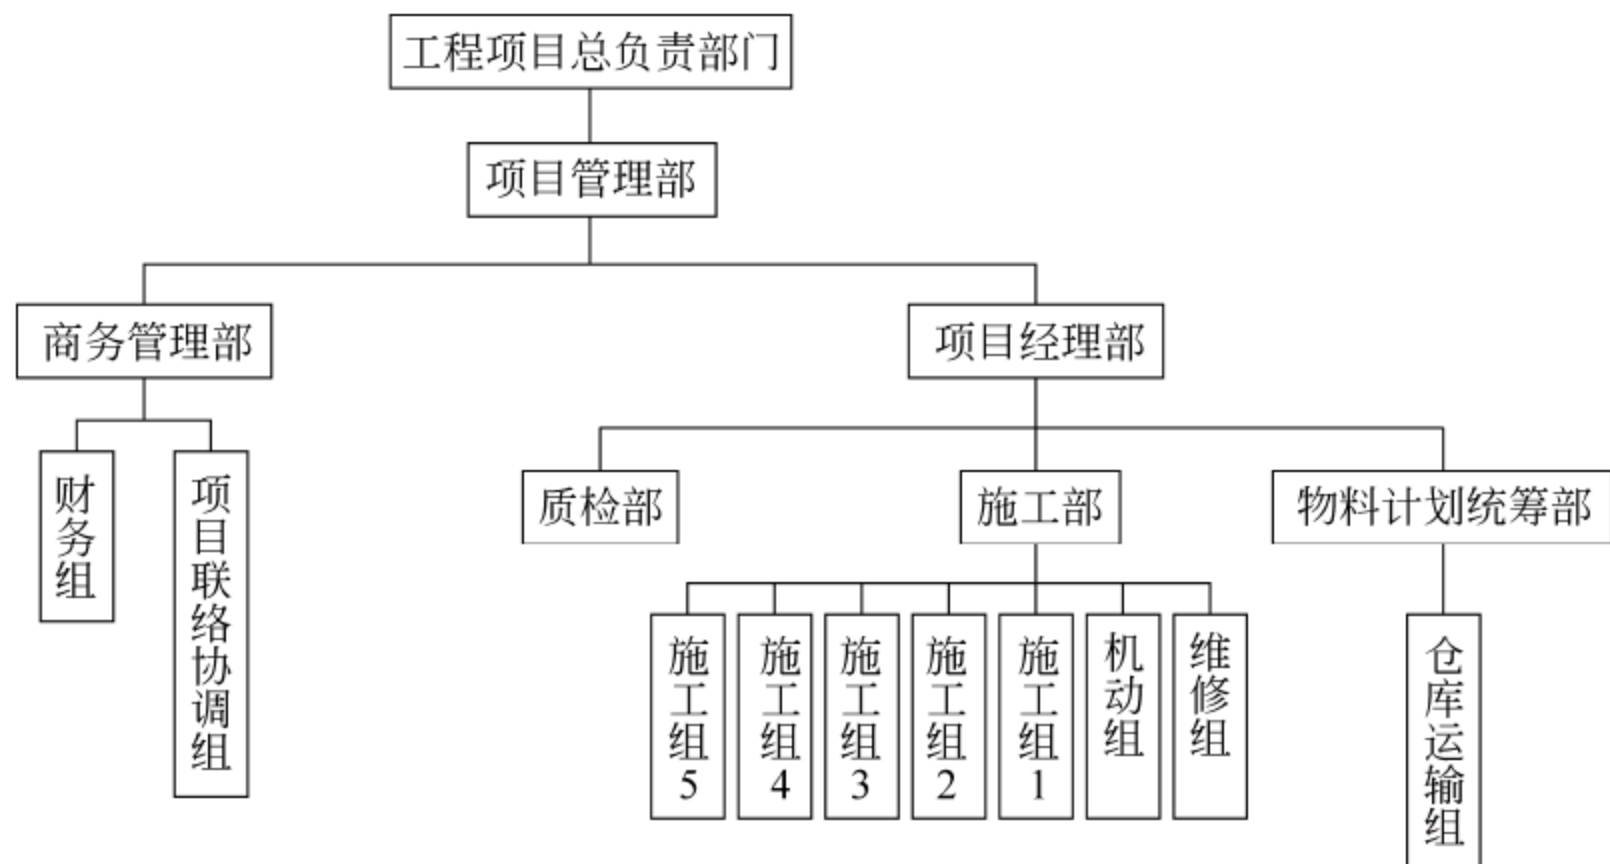 工程项目总负责部门
项目管理部
商务管理部
项目经理部
财务组
项目联络协调组
质检部
施工部
物料计划统筹部
施工组5
施工组4
施工组3
施工组2
施工组1
机动组
维修组
仓库运输组